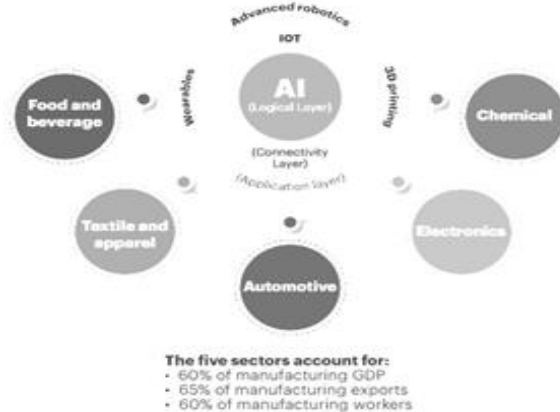 Advanced robotics
IOT
Wearables
3D printing
AI
(Logical Layer)
(Connectivity
Layer)
(Application layer)
Food and
beverage
Chemical
Textile and
apparel
Electronics
Automotive
The five sectors account for:
• 60% of manufacturing GDP
• 65% of manufacturing exports
• 60% of manufacturing workers